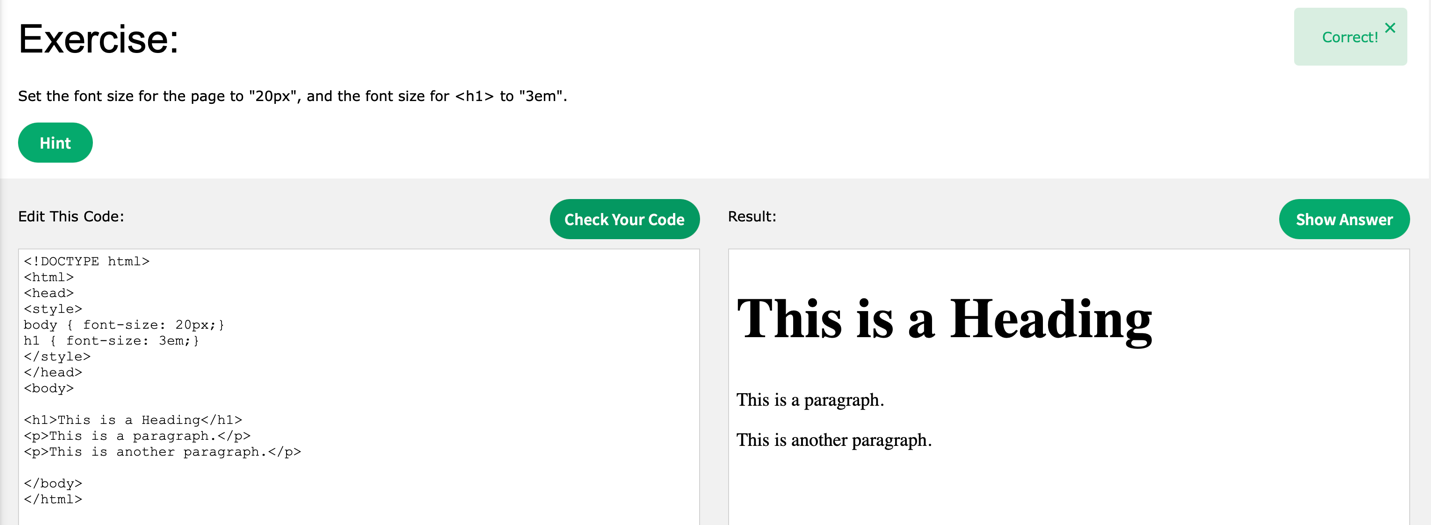 Exercise:
Correct! ×
Set the font size for the page to "20px", and the font size for <h1> to "3em".
Hint
Edit This Code:
Check Your Code
<!DOCTYPE html>
<html>
<head>
<style>
body { font-size: 20px;}
h1 { font-size: 3em;}
</style>
</head>
<body>
<h1>This is a Heading</h1>
<p>This is a paragraph.</p>
<p>This is another paragraph.</p>
</body>
</html>
Result:
Show Answer
This is a Heading
This is a paragraph.
This is another paragraph.